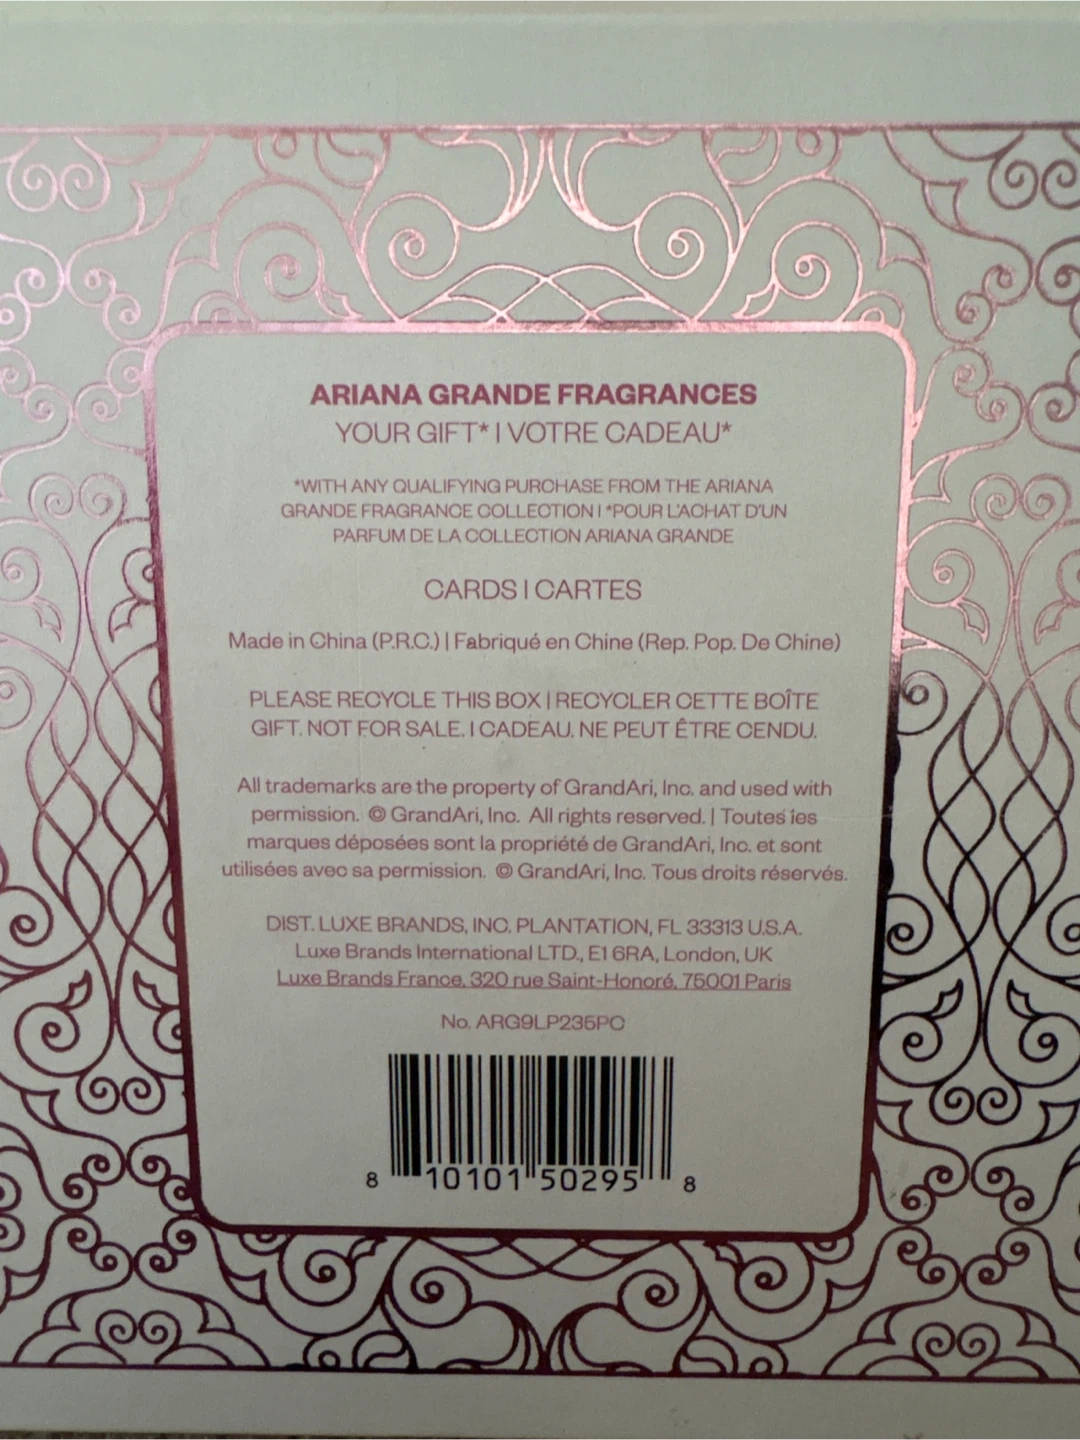 ARIANA GRANDE FRAGRANCES
YOUR GIFT* | VOTRE CADEAU*
*WITH ANY QUALIFYING PURCHASE FROM THE ARIANA
GRANDE FRAGRANCE COLLECTION | *POUR L'ACHAT D'UN
PARFUM DE LA COLLECTION ARIANA GRANDE
CARDS | CARTES
Made in China (P.R.C.) | Fabriqué en Chine (Rep. Pop. De Chine)
PLEASE RECYCLE THIS BOX | RECYCLER CETTE BOÎTE
GIFT. NOT FOR SALE. | CADEAU. NE PEUT ÊTRE CENDU.
All trademarks are the property of GrandAri, Inc. and used with
permission. © GrandAri, Inc. All rights reserved. | Toutes les
marques déposées sont la propriété de GrandAri, Inc. et sont
utilisées avec sa permission. © GrandAri, Inc. Tous droits réservés.
DIST. LUXE BRANDS, INC. PLANTATION, FL 33313 U.S.A.
Luxe Brands International LTD., E1 6RA, London, UK
Luxe Brands France, 320 rue Saint-Honoré, 75001 Paris
No. ARG9LP235PC
8 10101 50295 8